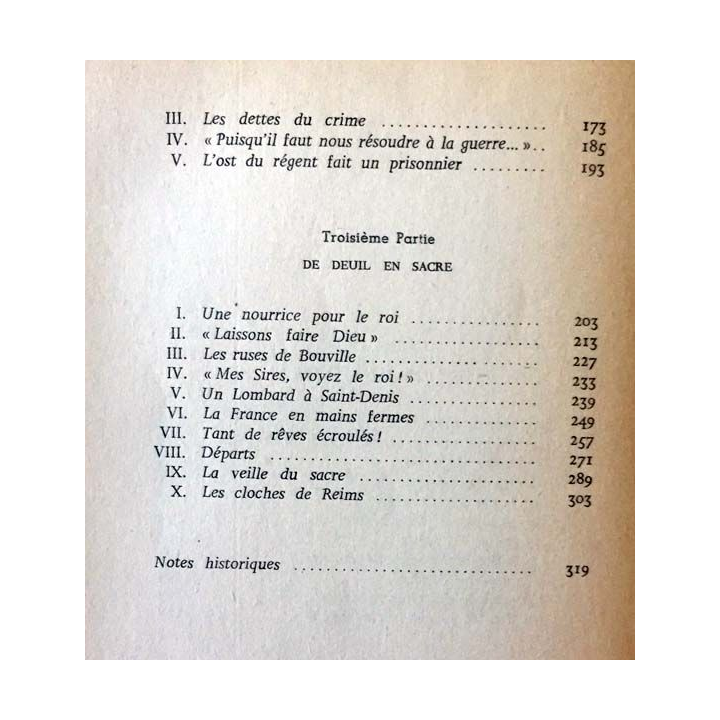 III. Les dettes du crime ..................... 173
IV. « Puisqu'il faut nous résoudre à la guerre... ».. 185
V. L'ost du régent fait un prisonnier ......... 193
Troisième Partie
DE DEUIL EN SACRE
I. Une nourrice pour le roi ................ 203
II. « Laissons faire Dieu » .................. 213
III. Les ruses de Bouville ...................... 227
IV. « Mes Sires, voyez le roi ! » .............. 233
V. Un Lombard à Saint-Denis ................ 239
VI. La France en mains fermes ............... 249
VII. Tant de rêves écroulés ! .................. 257
VIII. Départs .................................. 271
IX. La veille du sacre ........................ 289
X. Les cloches de Reims ...................... 303
Notes historiques .............................. 319